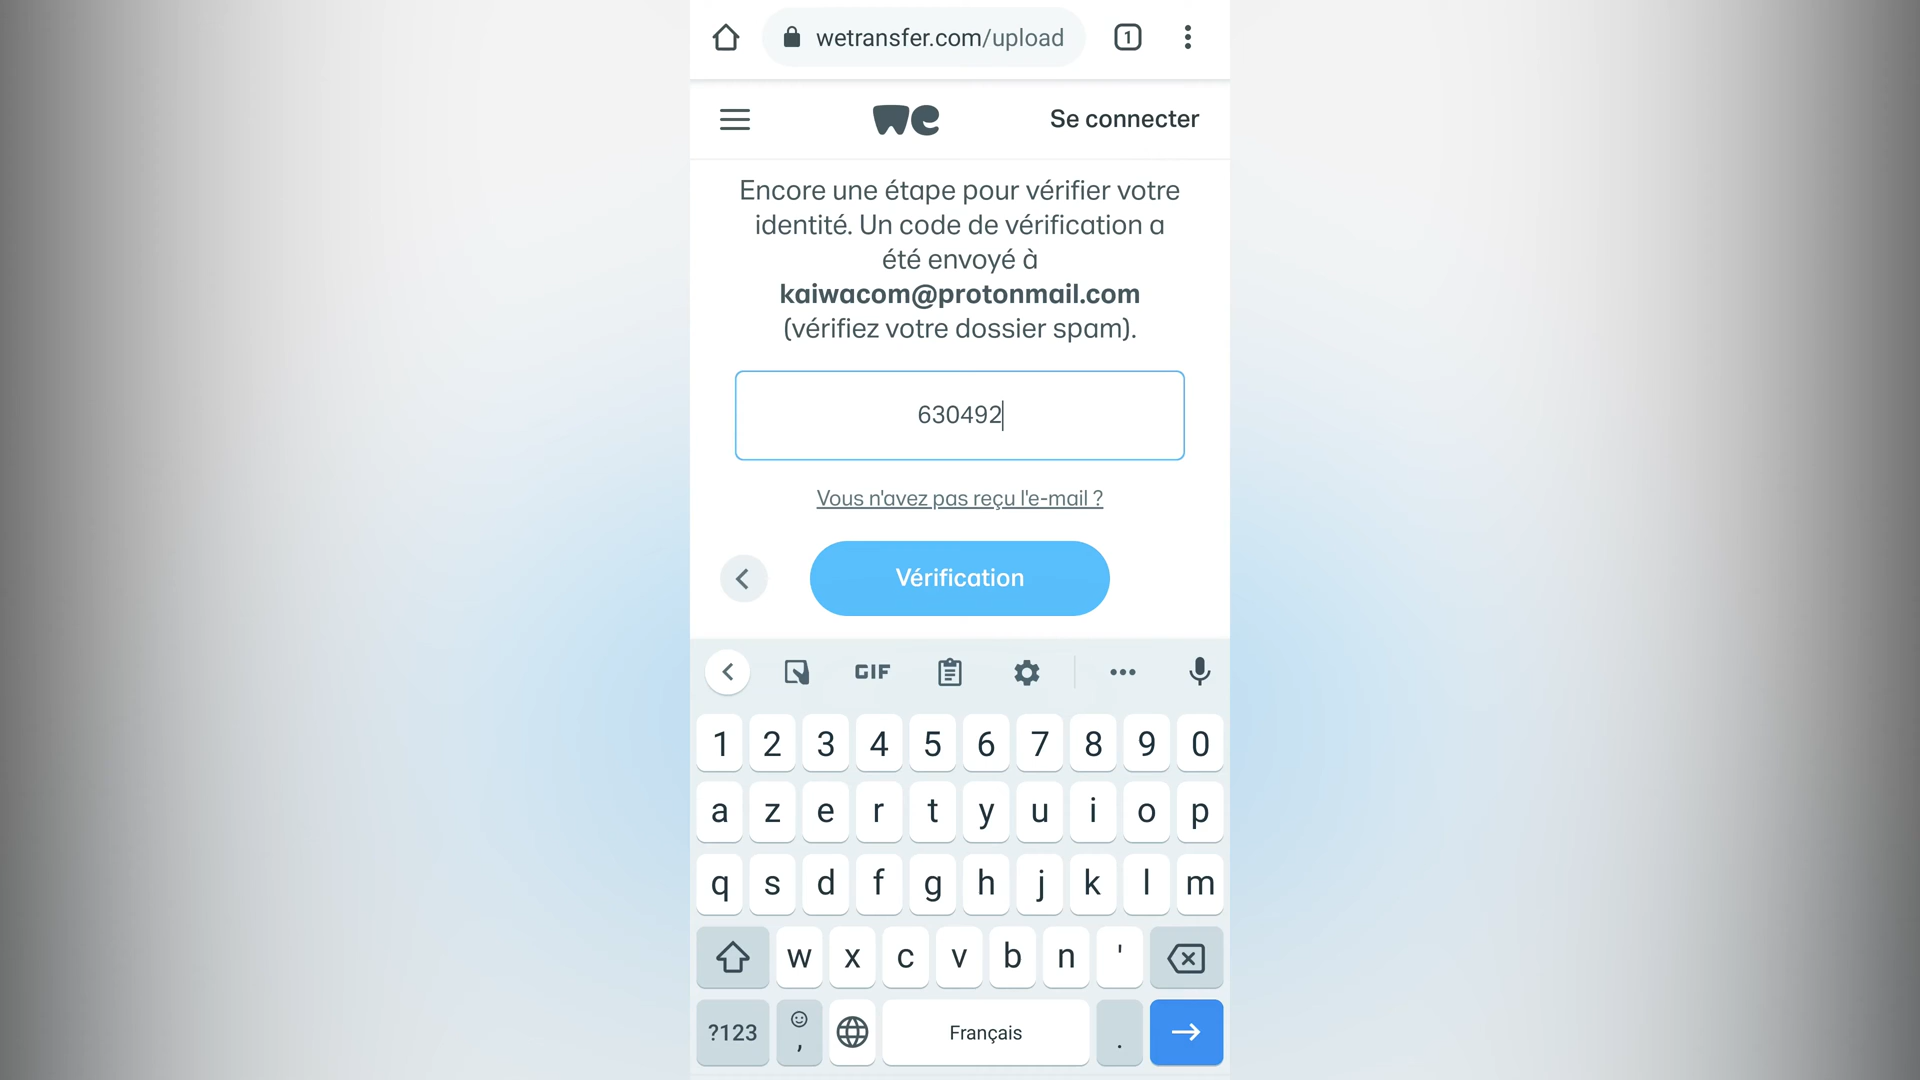 wetransfer.com/upload
1
we
Se connecter
Encore une étape pour vérifier votre
identité. Un code de vérification a
été envoyé à
kaiwacom@protonmail.com
(vérifiez votre dossier spam).
630492
Vous n'avez pas reçu l'e-mail ?
Vérification
GIF
1 2 3 4 5 6 7 8 9 0
a z e r t y u i o p
q s d f g h j k l m
w x c v b n '
?123 , Français .